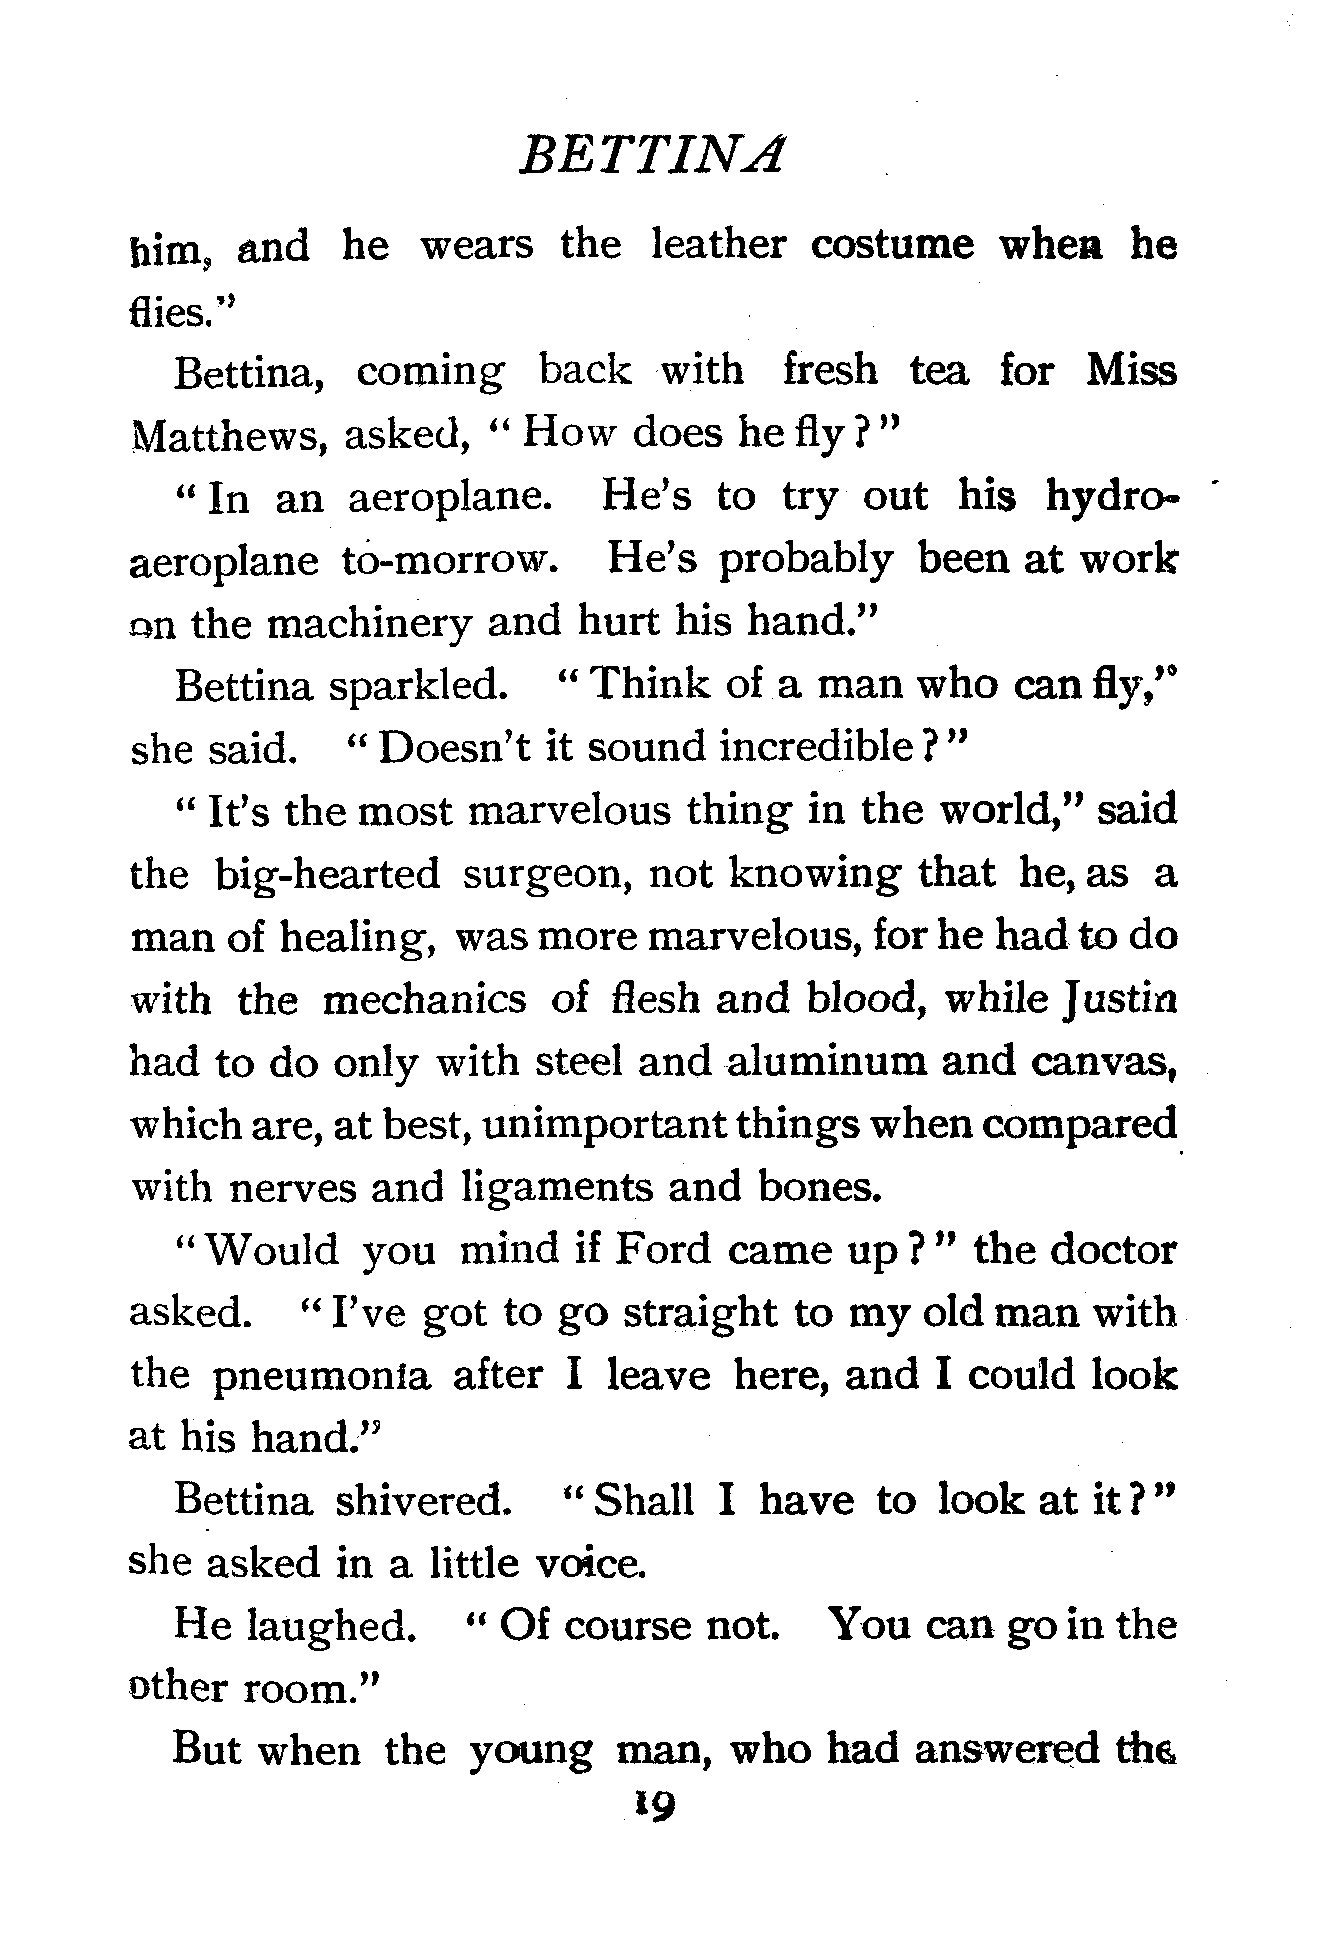 BETTINA
him, and he wears the leather costume when he
flies."
Bettina, coming back with fresh tea for Miss
Matthews, asked, "How does he fly?"
"In an aeroplane. He's to try out his hydro-
aeroplane to-morrow. He's probably been at work
on the machinery and hurt his hand."
Bettina sparkled. "Think of a man who can fly,"
she said. "Doesn't it sound incredible?"
"It's the most marvelous thing in the world," said
the big-hearted surgeon, not knowing that he, as a
man of healing, was more marvelous, for he had to do
with the mechanics of flesh and blood, while Justin
had to do only with steel and aluminum and canvas,
which are, at best, unimportant things when compared
with nerves and ligaments and bones.
"Would you mind if Ford came up?" the doctor
asked. "I've got to go straight to my old man with
the pneumonia after I leave here, and I could look
at his hand."
Bettina shivered. "Shall I have to look at it?"
she asked in a little voice.
He laughed. "Of course not. You can go in the
other room."
But when the young man, who had answered the
19